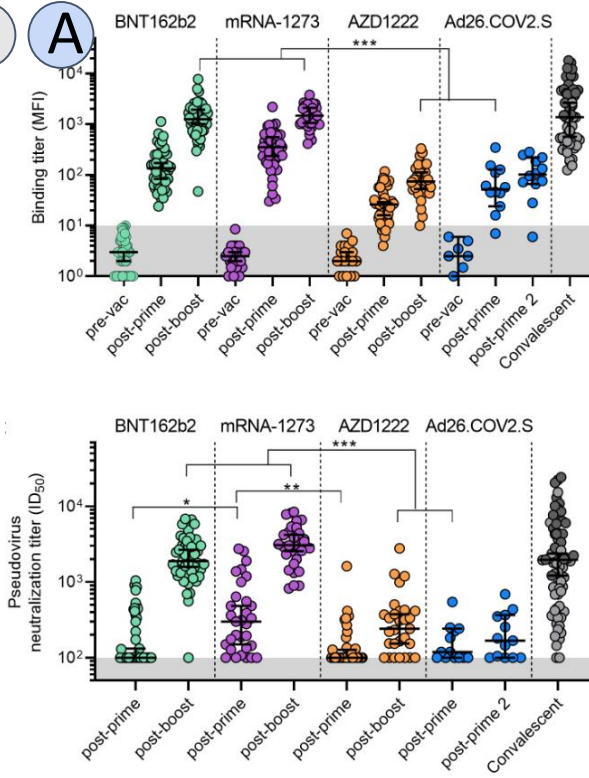 A
BNT162b2 mRNA-1273 AZD1222 Ad26.COV2.S
***
Binding titer (MFI)
10⁴
10³
10²
10¹
10⁰
pre-vac post-prime post-boost pre-vac post-prime post-boost pre-vac post-prime post-boost pre-vac post-prime post-prime 2 Convalescent
BNT162b2 mRNA-1273 AZD1222 Ad26.COV2.S
***
**
*
Pseudovirus
neutralization titer (ID₅₀)
10⁴
10³
10²
post-prime post-boost post-prime post-boost post-prime post-boost post-prime post-prime 2 Convalescent